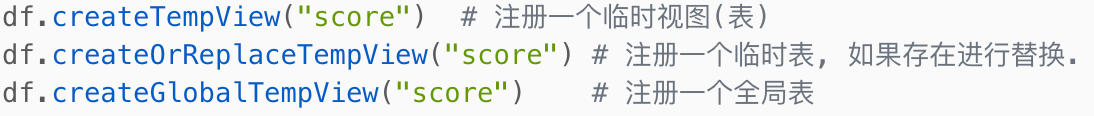 df.createTempView("score")  # 注册一个临时视图(表)
df.createOrReplaceTempView("score") # 注册一个临时表, 如果存在进行替换.
df.createGlobalTempView("score")    # 注册一个全局表